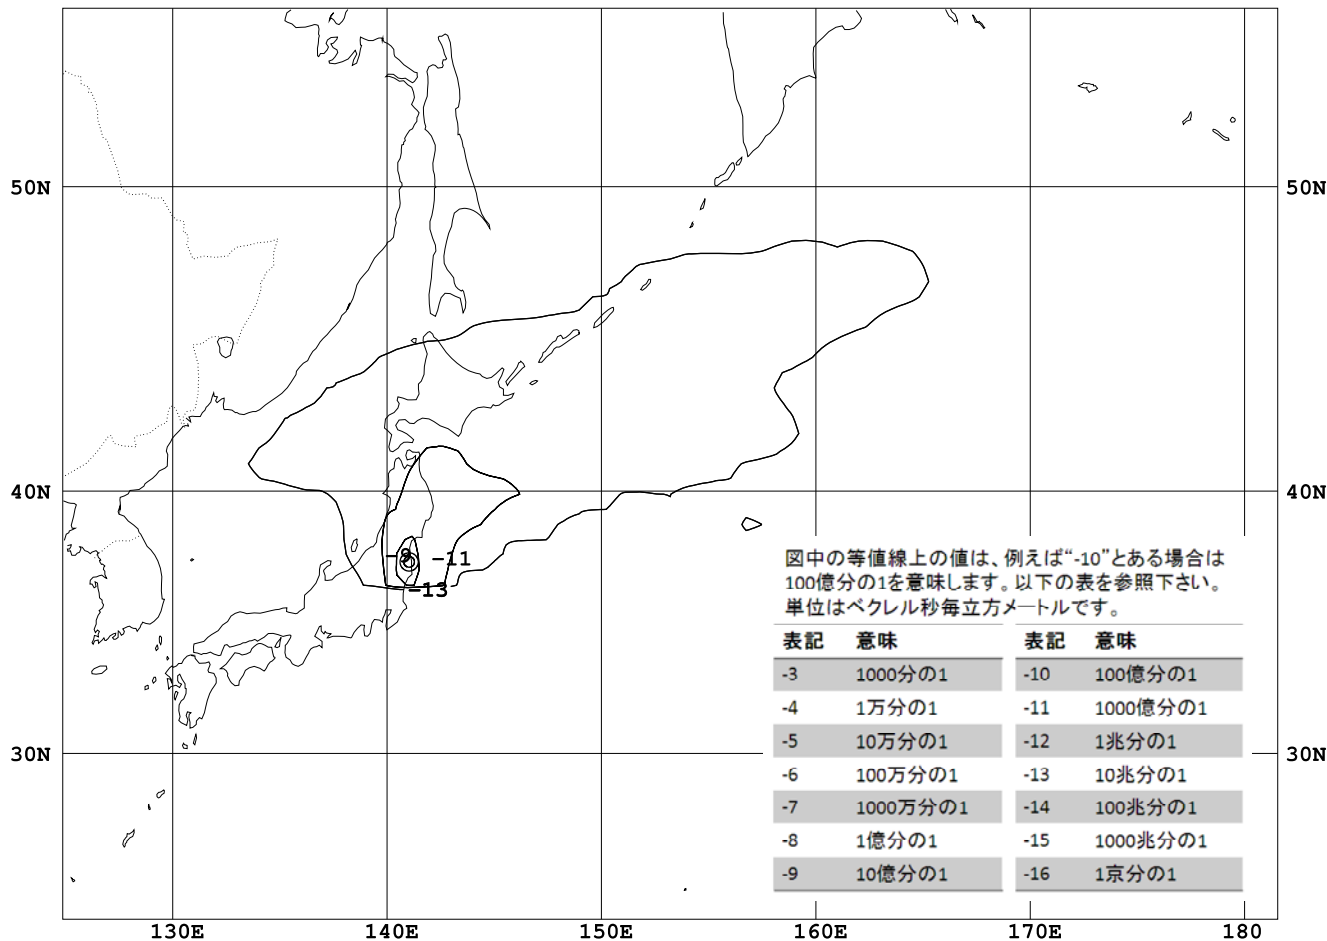 50N
50N
40N
40N
-9
-11
-13
図中の等値線上の値は、例えば“-10”とある場合は
100億分の1を意味します。以下の表を参照下さい。
単位はベクレル秒毎立方メートルです。
表記 意味 表記 意味
-3 1000分の1 -10 100億分の1
-4 1万分の1 -11 1000億分の1
-5 10万分の1 -12 1兆分の1
30N
30N
-6 100万分の1 -13 10兆分の1
-7 1000万分の1 -14 100兆分の1
-8 1億分の1 -15 1000兆分の1
-9 10億分の1 -16 1京分の1
130E 140E 150E 160E 170E 180